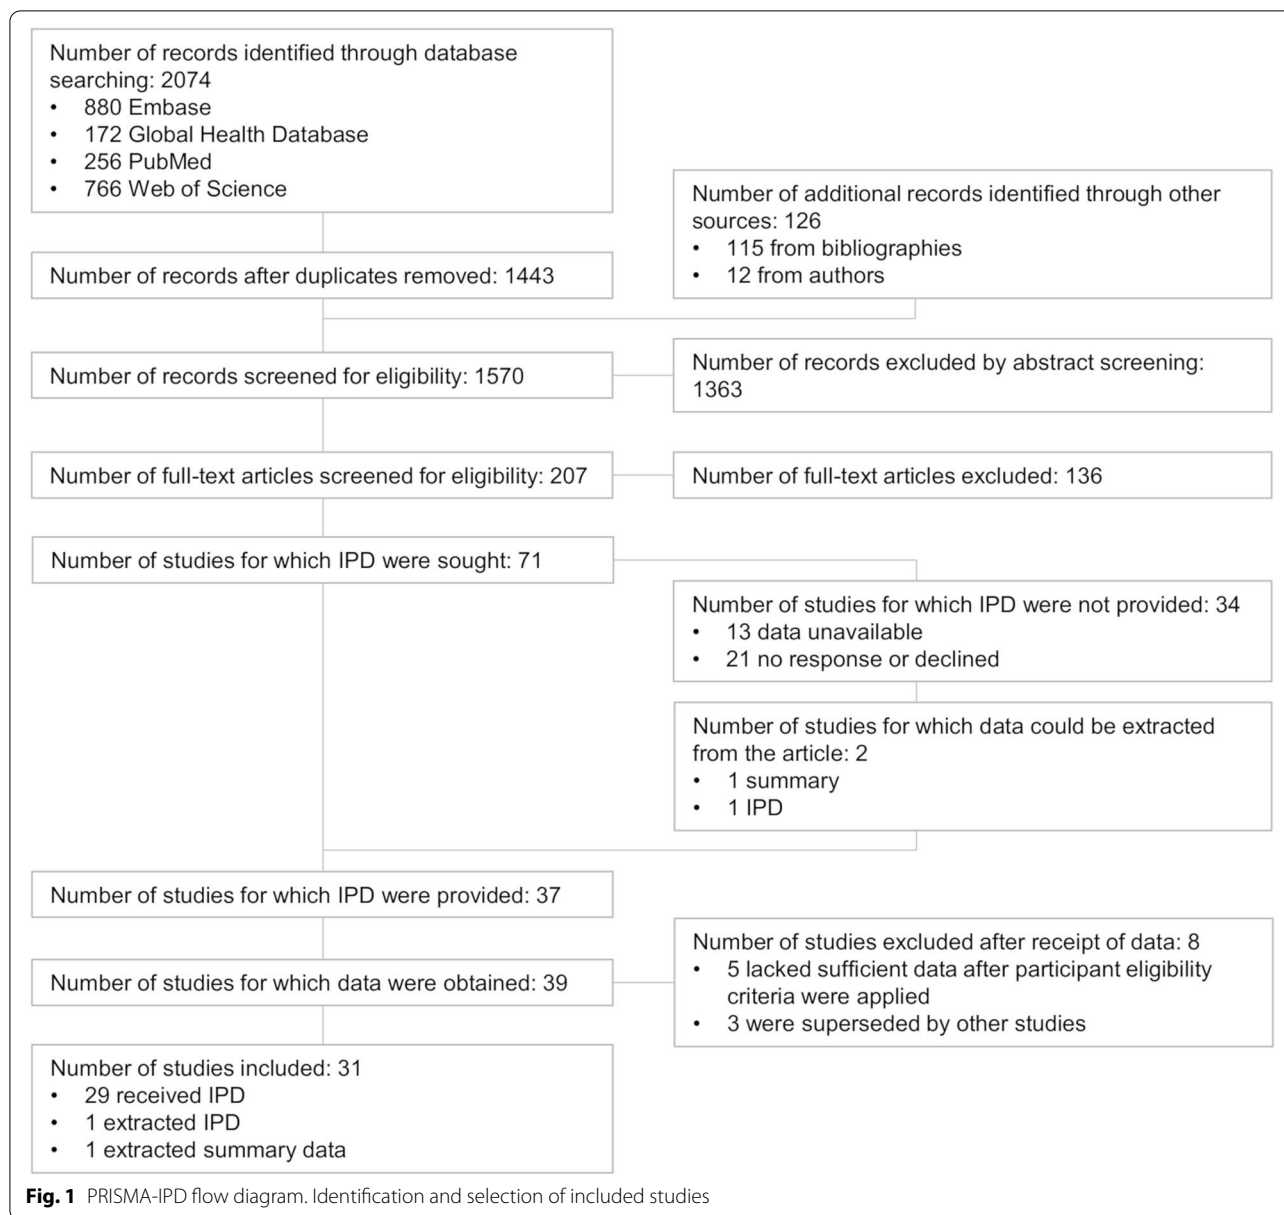 Number of records identified through database
searching: 2074
• 880 Embase
• 172 Global Health Database
• 256 PubMed
• 766 Web of Science
Number of additional records identified through other
sources: 126
• 115 from bibliographies
• 12 from authors
Number of records after duplicates removed: 1443
Number of records screened for eligibility: 1570
Number of records excluded by abstract screening:
1363
Number of full-text articles screened for eligibility: 207
Number of full-text articles excluded: 136
Number of studies for which IPD were sought: 71
Number of studies for which IPD were not provided: 34
• 13 data unavailable
• 21 no response or declined
Number of studies for which data could be extracted
from the article: 2
• 1 summary
• 1 IPD
Number of studies for which IPD were provided: 37
Number of studies for which data were obtained: 39
Number of studies excluded after receipt of data: 8
• 5 lacked sufficient data after participant eligibility
criteria were applied
• 3 were superseded by other studies
Number of studies included: 31
• 29 received IPD
• 1 extracted IPD
• 1 extracted summary data
Fig. 1 PRISMA-IPD flow diagram. Identification and selection of included studies